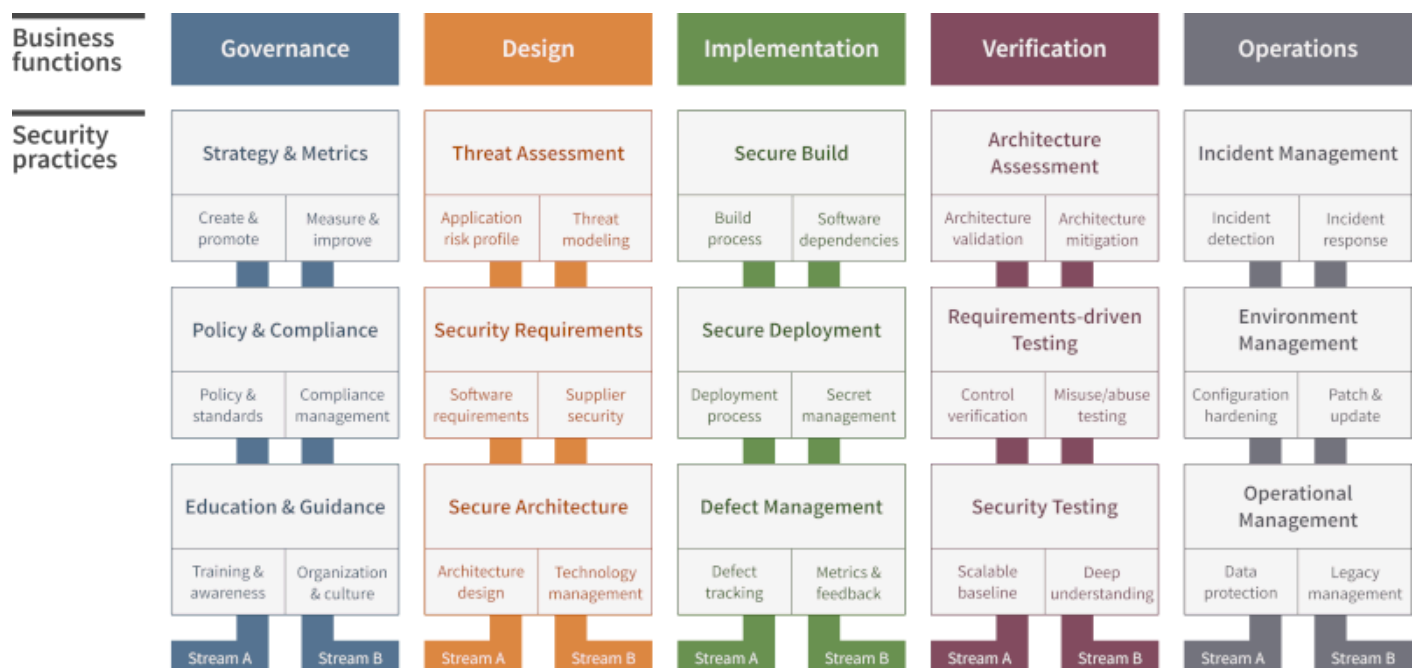 Business
functions
Governance
Design
Implementation
Verification
Operations
Security
practices
Strategy & Metrics
Create &
promote
Measure &
improve
Threat Assessment
Application
risk profile
Threat
modeling
Secure Build
Build
process
Software
dependencies
Architecture
Assessment
Architecture
validation
Architecture
mitigation
Incident Management
Incident
detection
Incident
response
Policy & Compliance
Policy &
standards
Compliance
management
Security Requirements
Software
requirements
Supplier
security
Secure Deployment
Deployment
process
Secret
management
Requirements-driven
Testing
Control
verification
Misuse/abuse
testing
Environment
Management
Configuration
hardening
Patch &
update
Education & Guidance
Training &
awareness
Organization
& culture
Secure Architecture
Architecture
design
Technology
management
Defect Management
Defect
tracking
Metrics &
feedback
Security Testing
Scalable
baseline
Deep
understanding
Operational
Management
Data
protection
Legacy
management
Stream A
Stream B
Stream A
Stream B
Stream A
Stream B
Stream A
Stream B
Stream A
Stream B